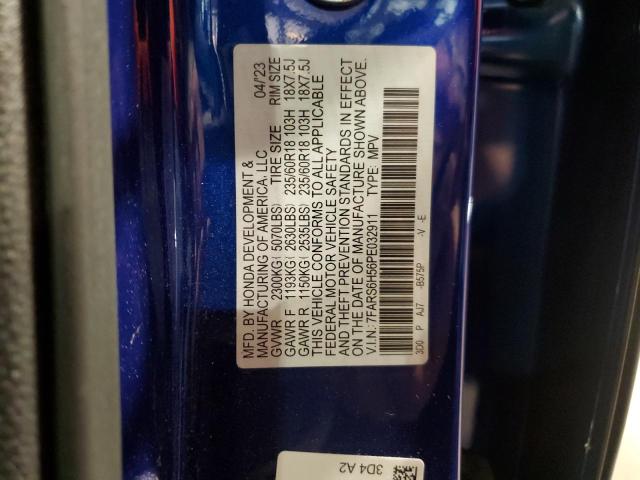 MFD. BY HONDA DEVELOPMENT & 04/'23
MANUFACTURING OF AMERICA, LLC
GVWR 2300KG( 5070LBS) TIRE SIZE RIM SIZE
GAWR F 1193KG( 2630LBS) 235/60R18 103H 18X7.5J
GAWR R 1150KG( 2535LBS) 235/60R18 103H 18X7.5J
THIS VEHICLE CONFORMS TO ALL APPLICABLE
FEDERAL MOTOR VEHICLE SAFETY
AND THEFT PREVENTION STANDARDS IN EFFECT
ON THE DATE OF MANUFACTURE SHOWN ABOVE.
V.I.N.: 7FARS6H56PE032911 TYPE: MPV
3D0 P AJ7 -B575P -V -E
3D4 A2